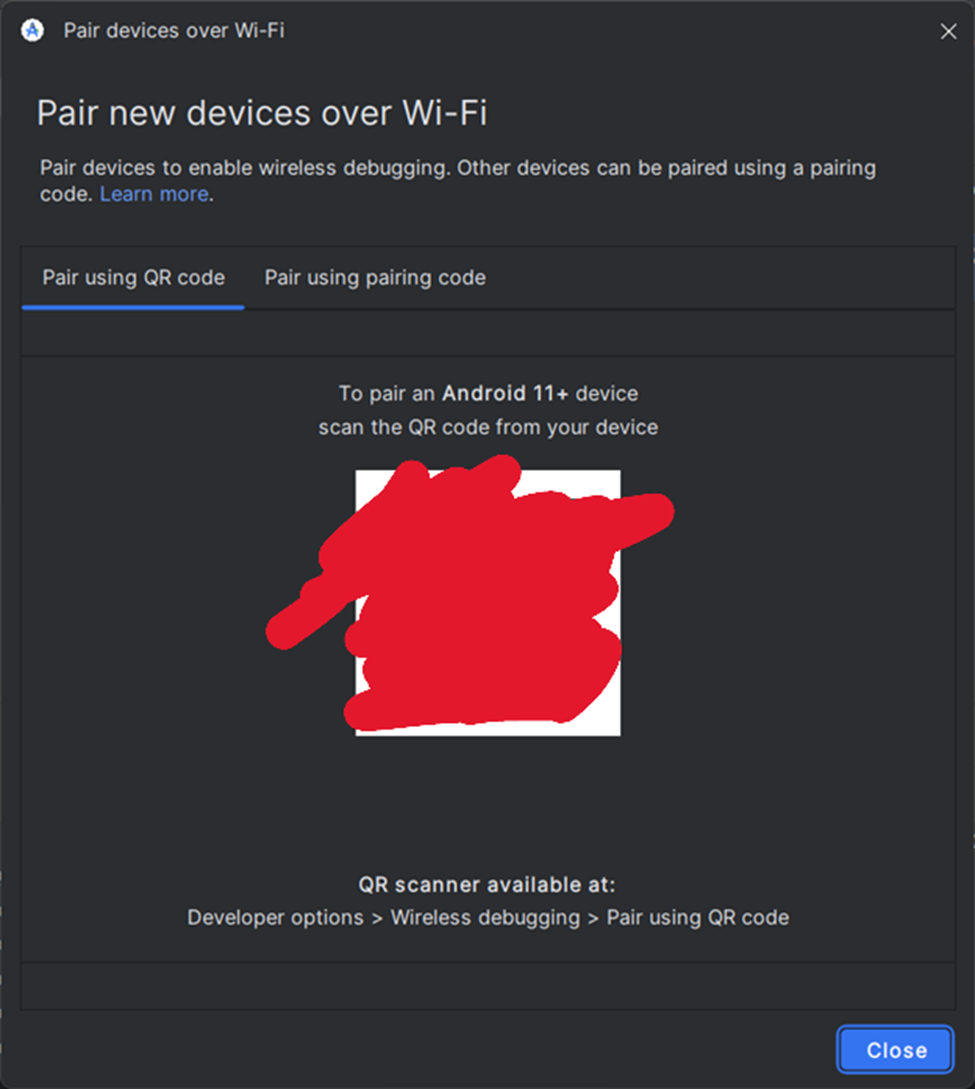 Pair devices over Wi-Fi
Pair new devices over Wi-Fi
Pair devices to enable wireless debugging. Other devices can be paired using a pairing
code. Learn more.
Pair using QR code
Pair using pairing code
To pair an Android 11+ device
scan the QR code from your device
QR scanner available at:
Developer options > Wireless debugging > Pair using QR code
Close